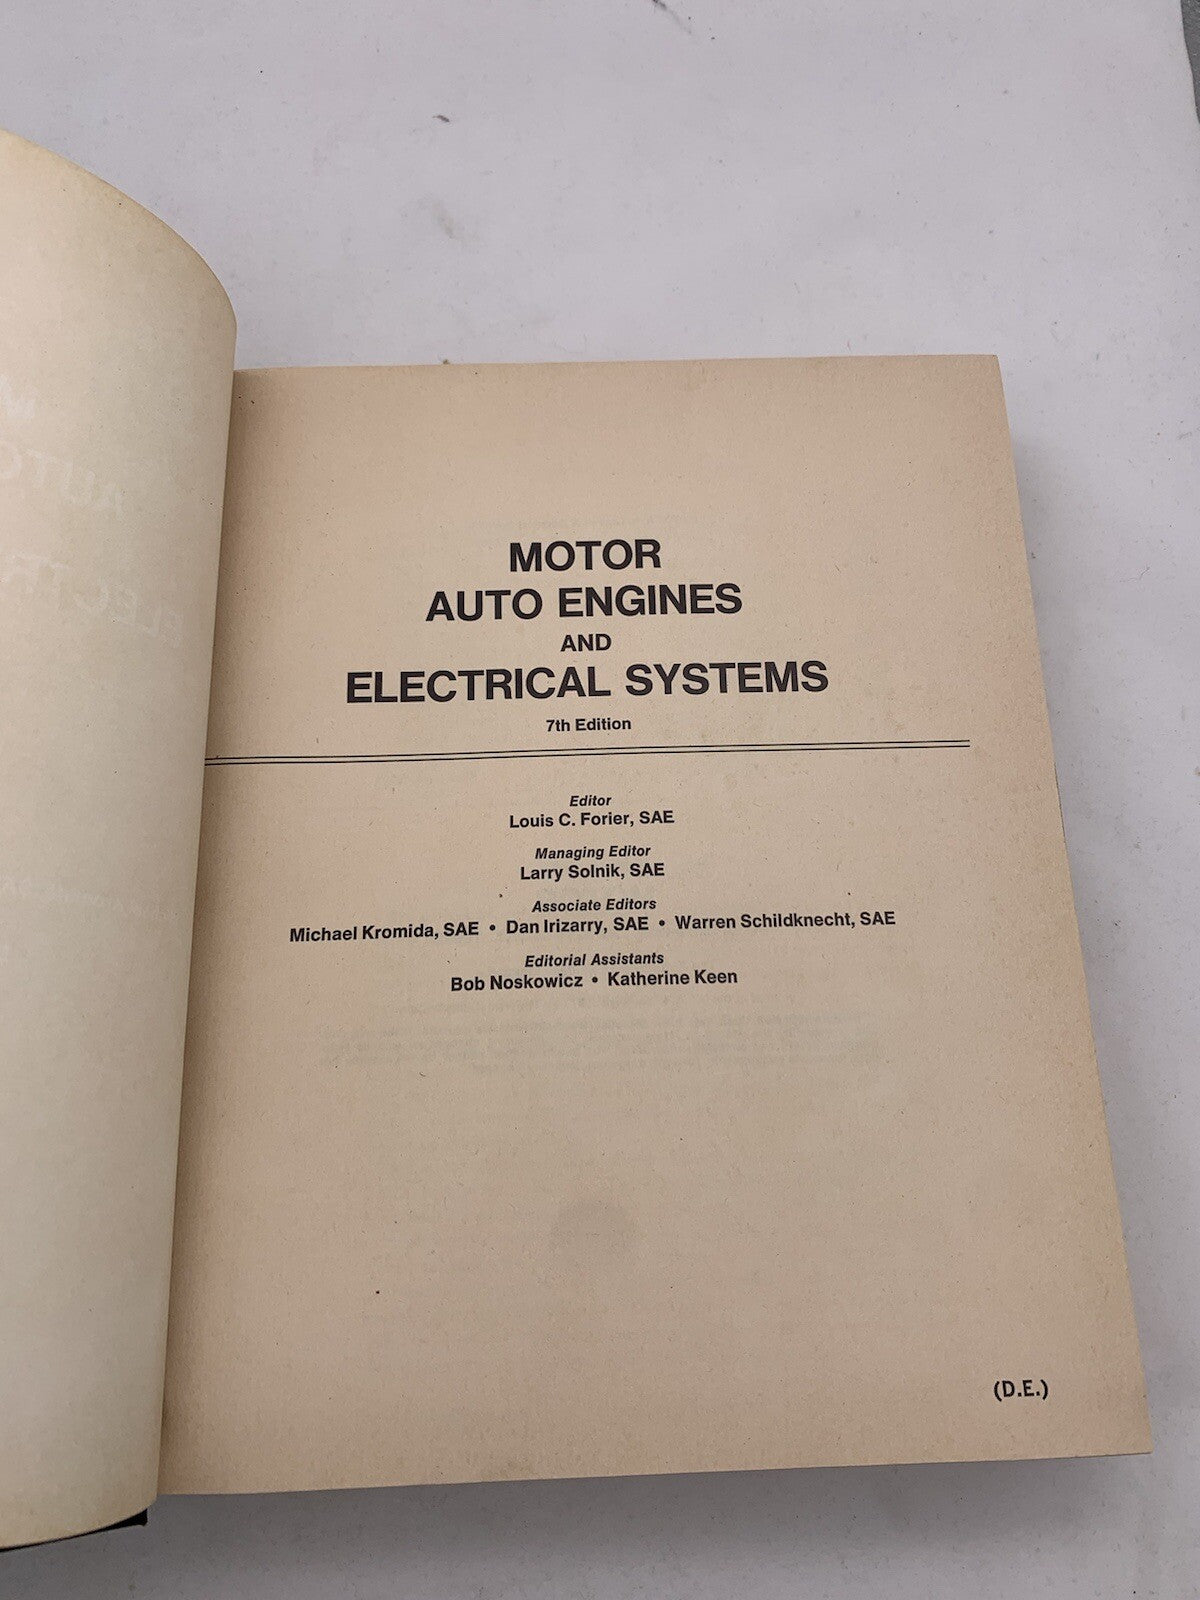 MOTOR
AUTO ENGINES
AND
ELECTRICAL SYSTEMS
7th Edition
Editor
Louis C. Forier, SAE
Managing Editor
Larry Solnik, SAE
Associate Editors
Michael Kromida, SAE • Dan Irizarry, SAE • Warren Schildknecht, SAE
Editorial Assistants
Bob Noskowicz • Katherine Keen
(D.E.)